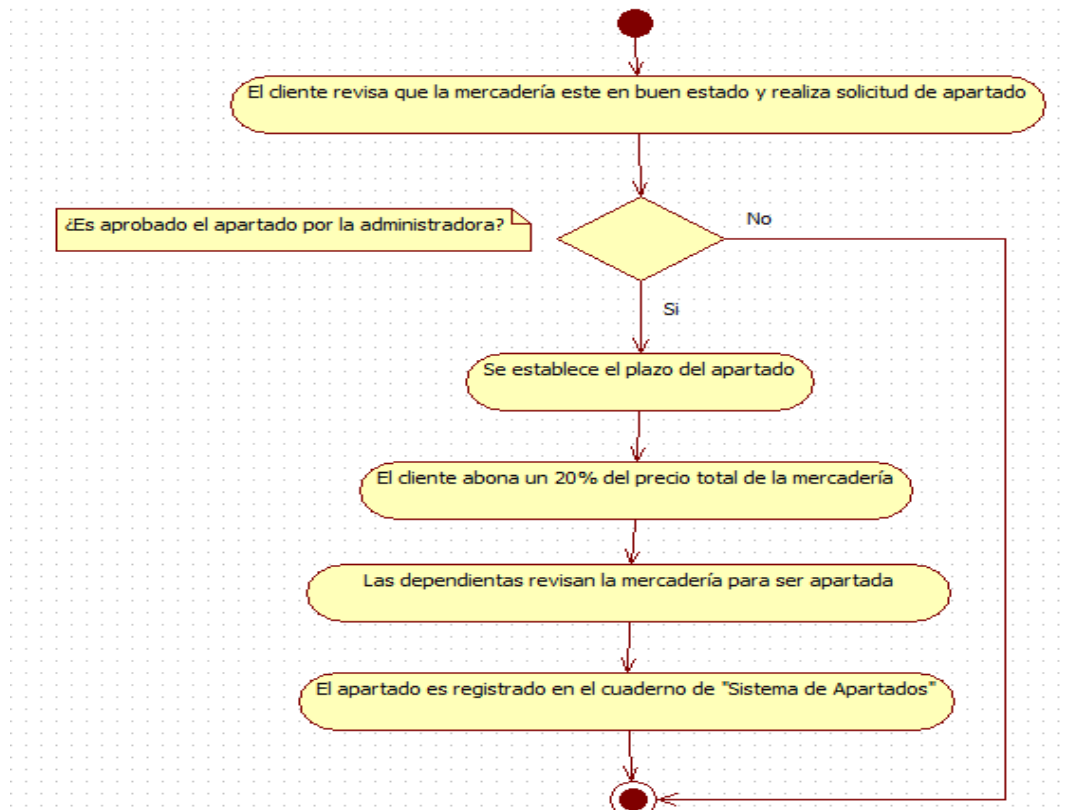 El cliente revisa que la mercadería este en buen estado y realiza solicitud de apartado
¿Es aprobado el apartado por la administradora?
No
Si
Se establece el plazo del apartado
El cliente abona un 20% del precio total de la mercadería
Las dependientas revisan la mercadería para ser apartada
El apartado es registrado en el cuaderno de "Sistema de Apartados"